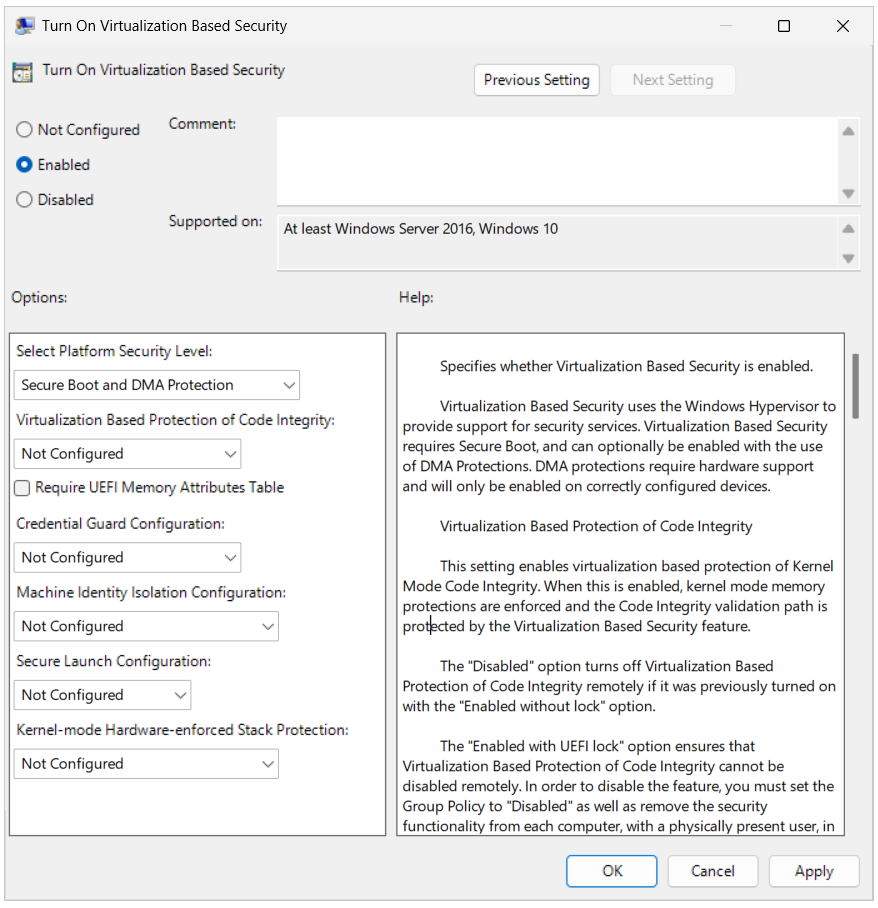 Turn On Virtualization Based Security
Turn On Virtualization Based Security
Previous Setting
Next Setting
Not Configured
Enabled
Disabled
Comment:
Supported on:
At least Windows Server 2016, Windows 10
Options:
Select Platform Security Level:
Secure Boot and DMA Protection
Virtualization Based Protection of Code Integrity:
Not Configured
Require UEFI Memory Attributes Table
Credential Guard Configuration:
Not Configured
Machine Identity Isolation Configuration:
Not Configured
Secure Launch Configuration:
Not Configured
Kernel-mode Hardware-enforced Stack Protection:
Not Configured
Help:
Specifies whether Virtualization Based Security is enabled.
Virtualization Based Security uses the Windows Hypervisor to
provide support for security services. Virtualization Based Security
requires Secure Boot, and can optionally be enabled with the use
of DMA Protections. DMA protections require hardware support
and will only be enabled on correctly configured devices.
Virtualization Based Protection of Code Integrity
This setting enables virtualization based protection of Kernel
Mode Code Integrity. When this is enabled, kernel mode memory
protections are enforced and the Code Integrity validation path is
protected by the Virtualization Based Security feature.
The "Disabled" option turns off Virtualization Based
Protection of Code Integrity remotely if it was previously turned on
with the "Enabled without lock" option.
The "Enabled with UEFI lock" option ensures that
Virtualization Based Protection of Code Integrity cannot be
disabled remotely. In order to disable the feature, you must set the
Group Policy to "Disabled" as well as remove the security
functionality from each computer, with a physically present user, in
OK
Cancel
Apply